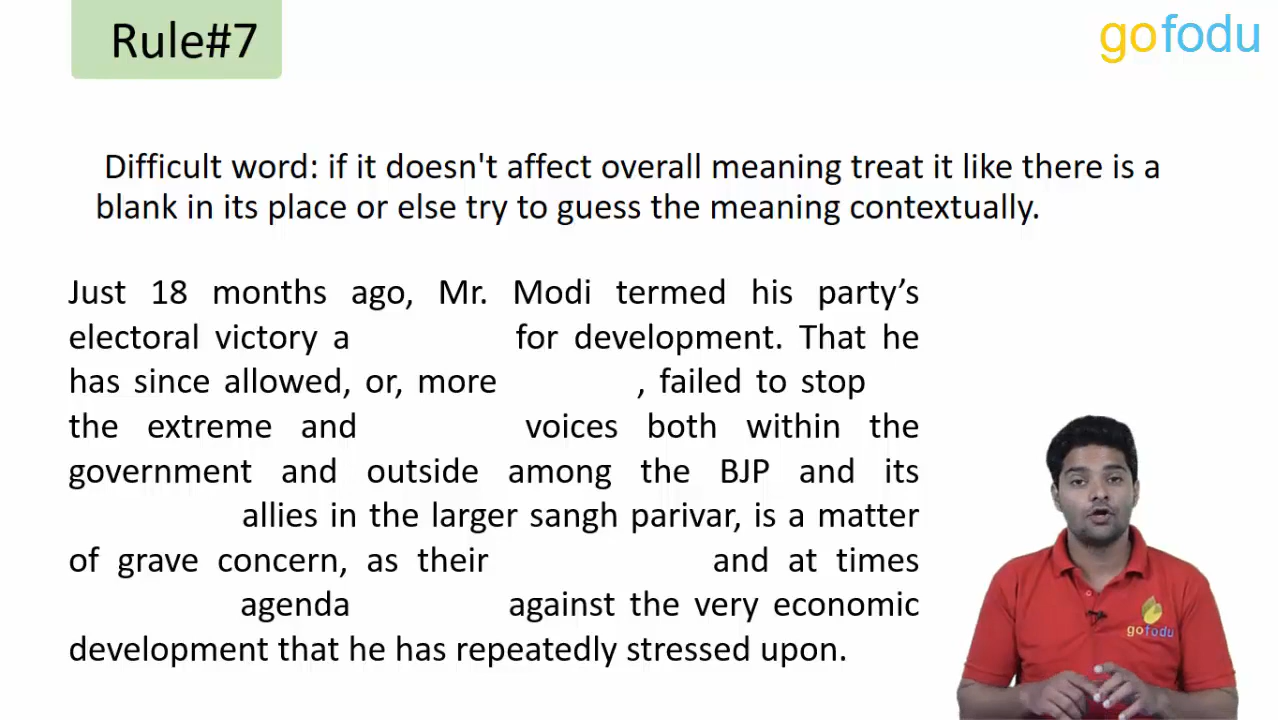 Rule#7
gofodu
Difficult word: if it doesn't affect overall meaning treat it like there is a
blank in its place or else try to guess the meaning contextually.
Just 18 months ago, Mr. Modi termed his party’s
electoral victory a for development. That he
has since allowed, or, more , failed to stop
the extreme and voices both within the
government and outside among the BJP and its
allies in the larger sangh parivar, is a matter
of grave concern, as their and at times
agenda against the very economic
development that he has repeatedly stressed upon.
gofodu